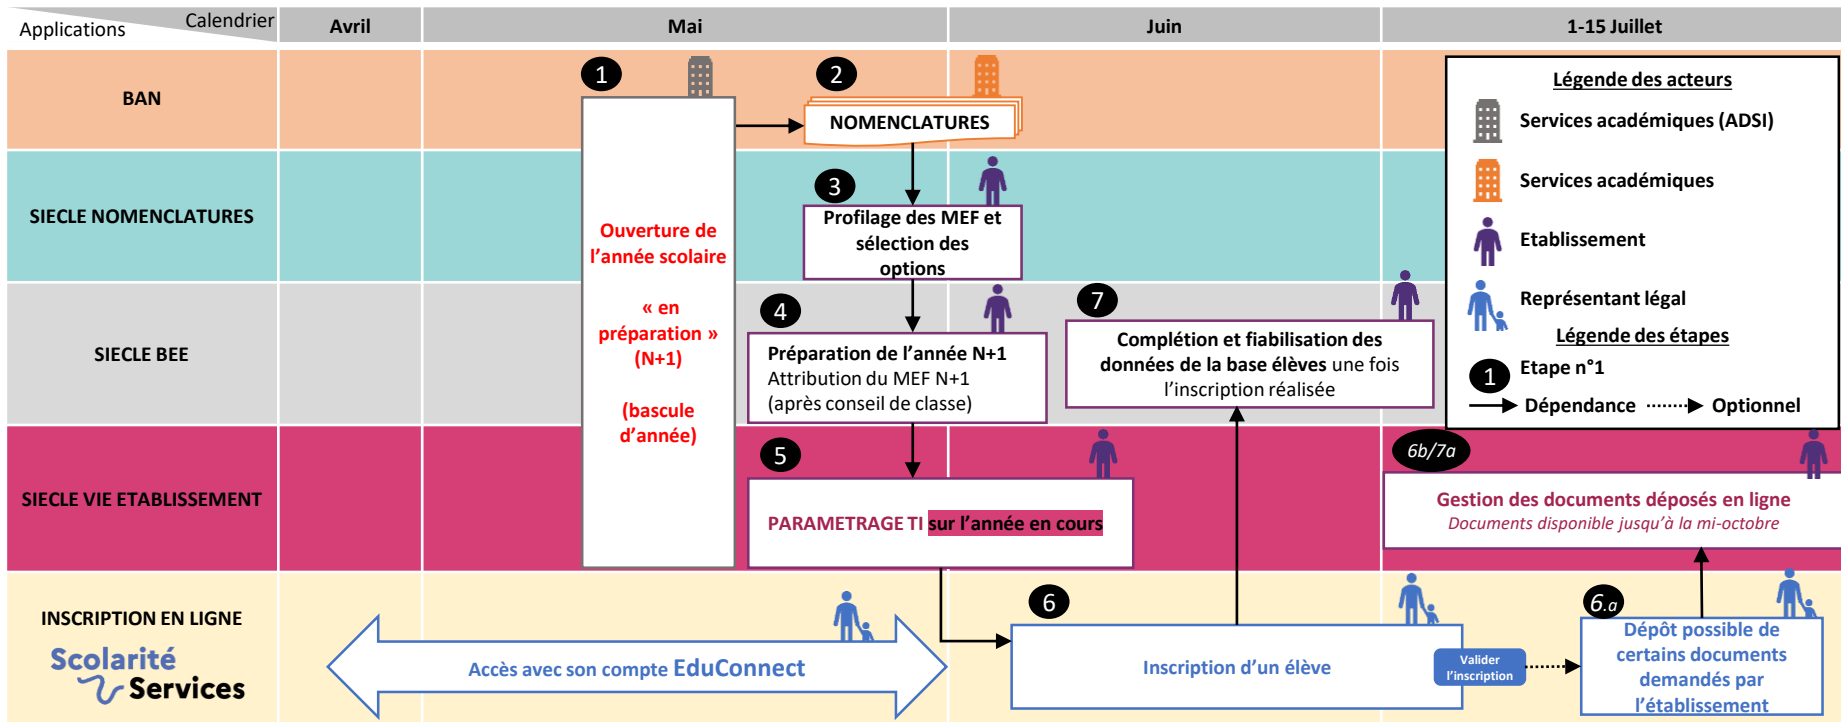 Calendrier
Applications
Avril
Mai
Juin
1-15 Juillet
BAN
1
2
NOMENCLATURES
SIECLE NOMENCLATURES
3
Profilage des MEF et
sélection des
options
Ouverture de
l'année scolaire
« en
préparation »
(N+1)
(bascule
d'année)
SIECLE BEE
4
Préparation de l'année N+1
Attribution du MEF N+1
(après conseil de classe)
7
Complétion et fiabilisation des
données de la base élèves une fois
l'inscription réalisée
Légende des acteurs
Services académiques (ADSI)
Services académiques
Etablissement
Représentant légal
Légende des étapes
1
Etape n°1
Dépendance
Optionnel
SIECLE VIE ETABLISSEMENT
5
PARAMETRAGE TI sur l'année en cours
6b/7a
Gestion des documents déposés en ligne
Documents disponible jusqu'à la mi-octobre
INSCRIPTION EN LIGNE
Scolarité
Services
Accès avec son compte EduConnect
6
Inscription d'un élève
Valider
l'inscription
6.a
Dépôt possible de
certains documents
demandés par
l'établissement